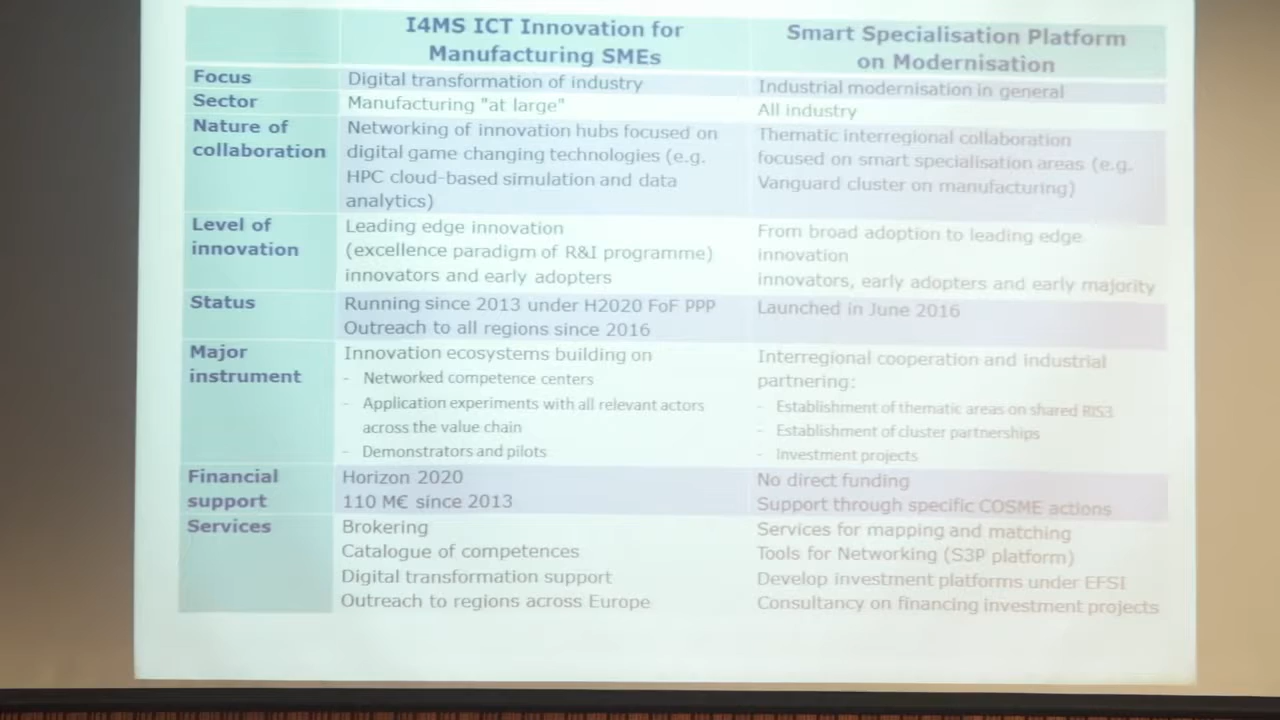 I4MS ICT Innovation for
Manufacturing SMEs
Smart Specialisation Platform
on Modernisation
Focus
Digital transformation of industry
Industrial modernisation in general
Sector
Manufacturing "at large"
All industry
Nature of
collaboration
Networking of innovation hubs focused on
digital game changing technologies (e.g.
HPC cloud-based simulation and data
analytics)
Thematic interregional collaboration
focused on smart specialisation areas (e.g.
Vanguard cluster on manufacturing)
Level of
innovation
Leading edge innovation
(excellence paradigm of R&I programme)
innovators and early adopters
From broad adoption to leading edge
innovation
innovators, early adopters and early majority
Status
Running since 2013 under H2020 FoF PPP
Outreach to all regions since 2016
Launched in June 2016
Major
instrument
Innovation ecosystems building on
- Networked competence centers
- Application experiments with all relevant actors
across the value chain
- Demonstrators and pilots
Interregional cooperation and industrial
partnering:
- Establishment of thematic areas on shared RIS3
- Establishment of cluster partnerships
- Investment projects
Financial
support
Horizon 2020
110 M€ since 2013
No direct funding
Support through specific COSME actions
Services
Brokering
Catalogue of competences
Digital transformation support
Outreach to regions across Europe
Services for mapping and matching
Tools for Networking (S3P platform)
Develop investment platforms under EFSI
Consultancy on financing investment projects